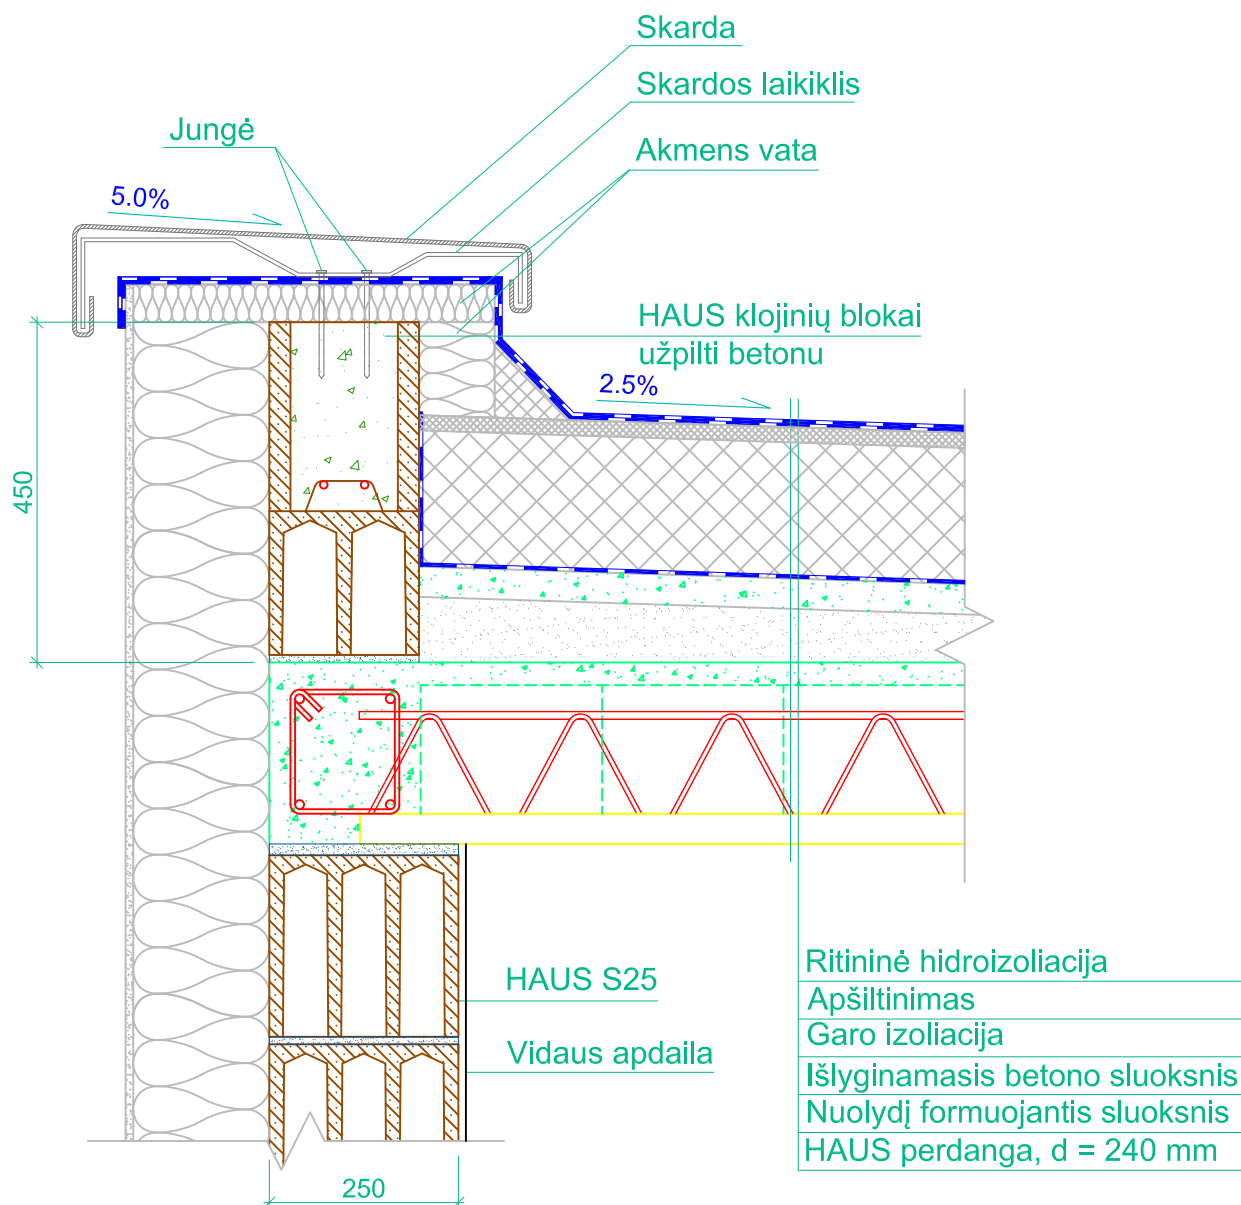 Skarda
Skardos laikiklis
Jungė
Akmens vata
5.0%
HAUS klojinių blokai
užpilti betonu
2.5%
450
HAUS S25
Vidaus apdaila
Ritininė hidroizoliacija
Apšiltinimas
Garo izoliacija
Išlyginamasis betono sluoksnis
Nuolydį formuojantis sluoksnis
HAUS perdanga, d = 240 mm
250